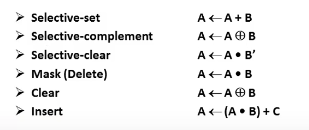 ➢ Selective-set A ← A + B
➢ Selective-complement A ← A ⊕ B
➢ Selective-clear A ← A • B'
➢ Mask (Delete) A ← A • B
➢ Clear A ← A ⊕ B
➢ Insert A ← (A • B) + C